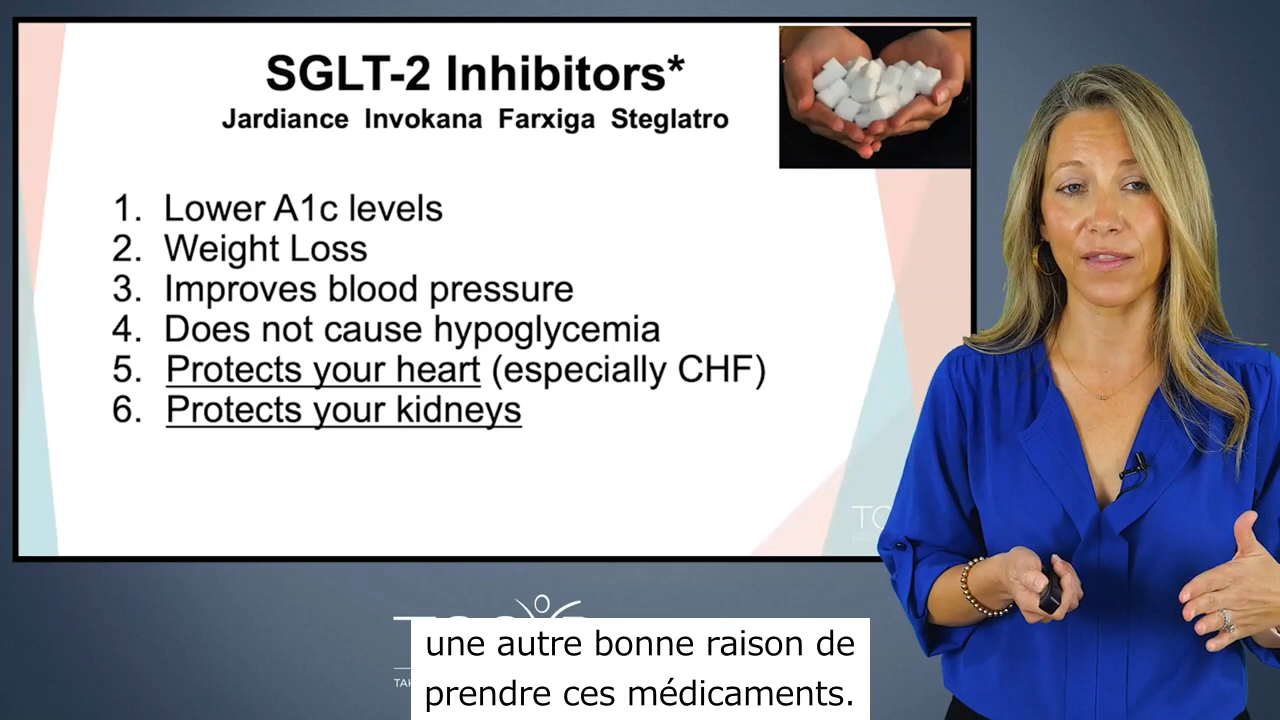 SGLT-2 Inhibitors*
Jardiance Invokana Farxiga Steglatro
1. Lower A1c levels
2. Weight Loss
3. Improves blood pressure
4. Does not cause hypoglycemia
5. Protects your heart (especially CHF)
6. Protects your kidneys
une autre bonne raison de
prendre ces médicaments.